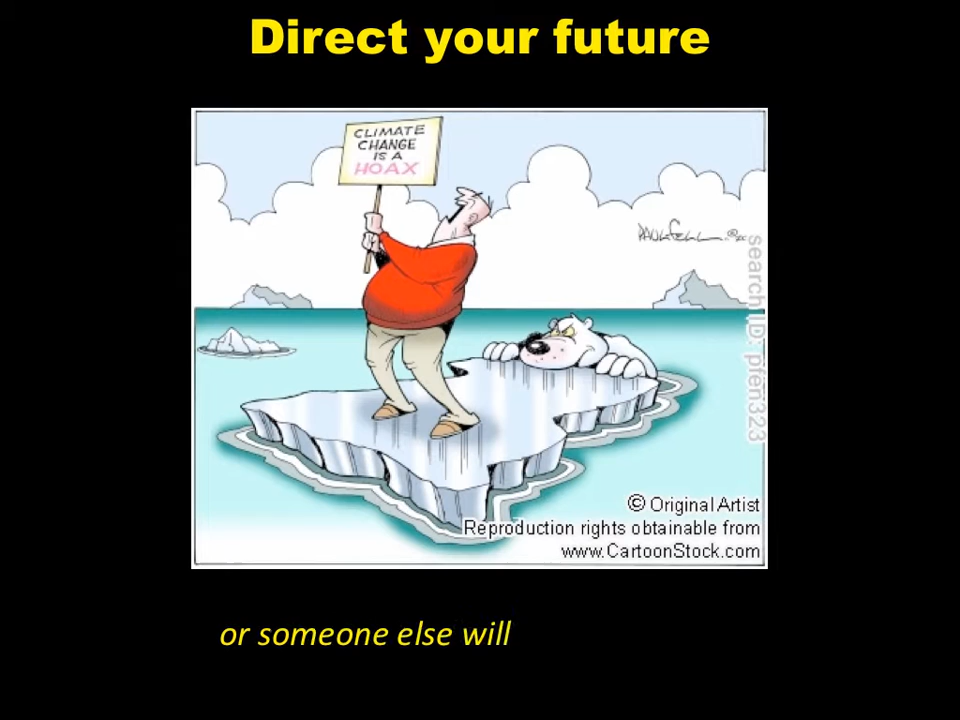 Direct your future
CLIMATE
CHANGE
IS A
HOAX
search ID: pfen323
© Original Artist
Reproduction rights obtainable from
www.CartoonStock.com
or someone else will